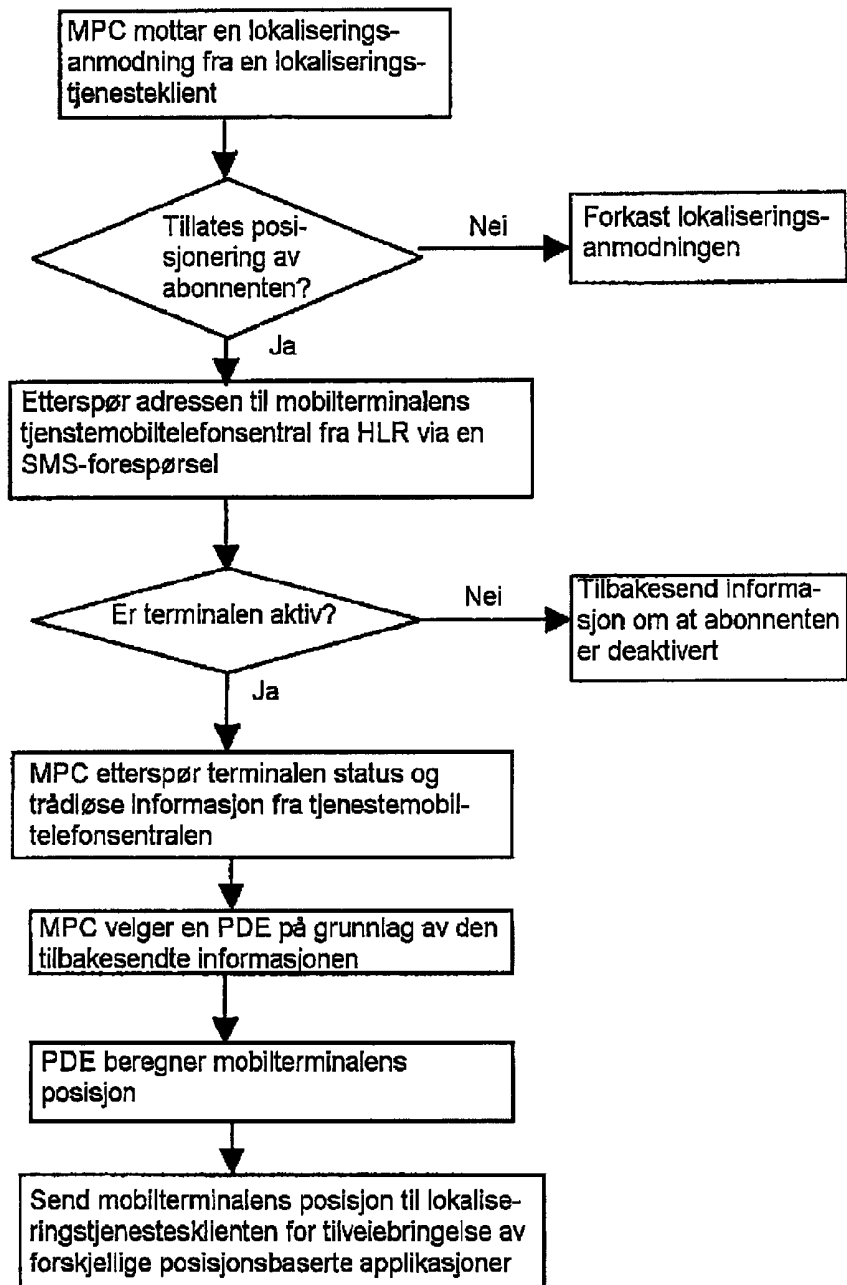 MPC mottar en lokaliserings-
anmodning fra en lokaliserings-
tjenesteklient
Tillates posi-
sjonering av
abonnenten?
Nei
Forkast lokaliserings-
anmodningen
Ja
Etterspør adressen til mobilterminalens
tjenstemobiltelefonsentral fra HLR via en
SMS-forespørsel
Er terminalen aktiv?
Nei
Tilbakesend informa-
sjon om at abonnenten
er deaktivert
Ja
MPC etterspør terminalen status og
trådløse informasjon fra tjenestemobil-
telefonsentralen
MPC velger en PDE på grunnlag av den
tilbakesendte informasjonen
PDE beregner mobilterminalens
posisjon
Send mobilterminalens posisjon til lokalise-
ringstjenestesklienten for tilveiebringelse av
forskjellige posisjonsbaserte applikasjoner